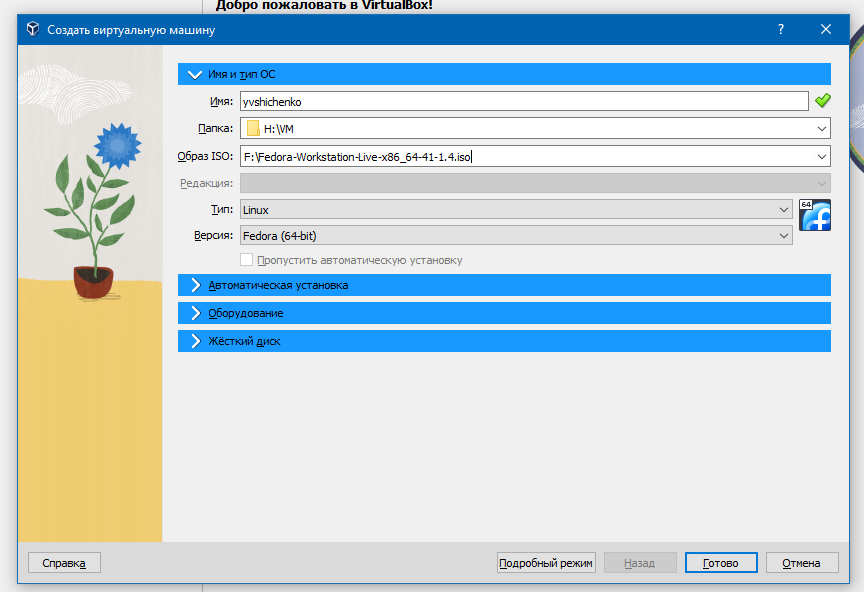 Добро пожаловать в VirtualBox!
Создать виртуальную машину
?
Имя и тип ОС
Имя: yvshichenko
Папка: H:\VM
Образ ISO: F:\Fedora-Workstation-Live-x86_64-41-1.4.iso
Редакция:
Тип: Linux
64
Версия: Fedora (64-bit)
Пропустить автоматическую установку
Автоматическая установка
Оборудование
Жёсткий диск
Справка Подробный режим Назад Готово Отмена